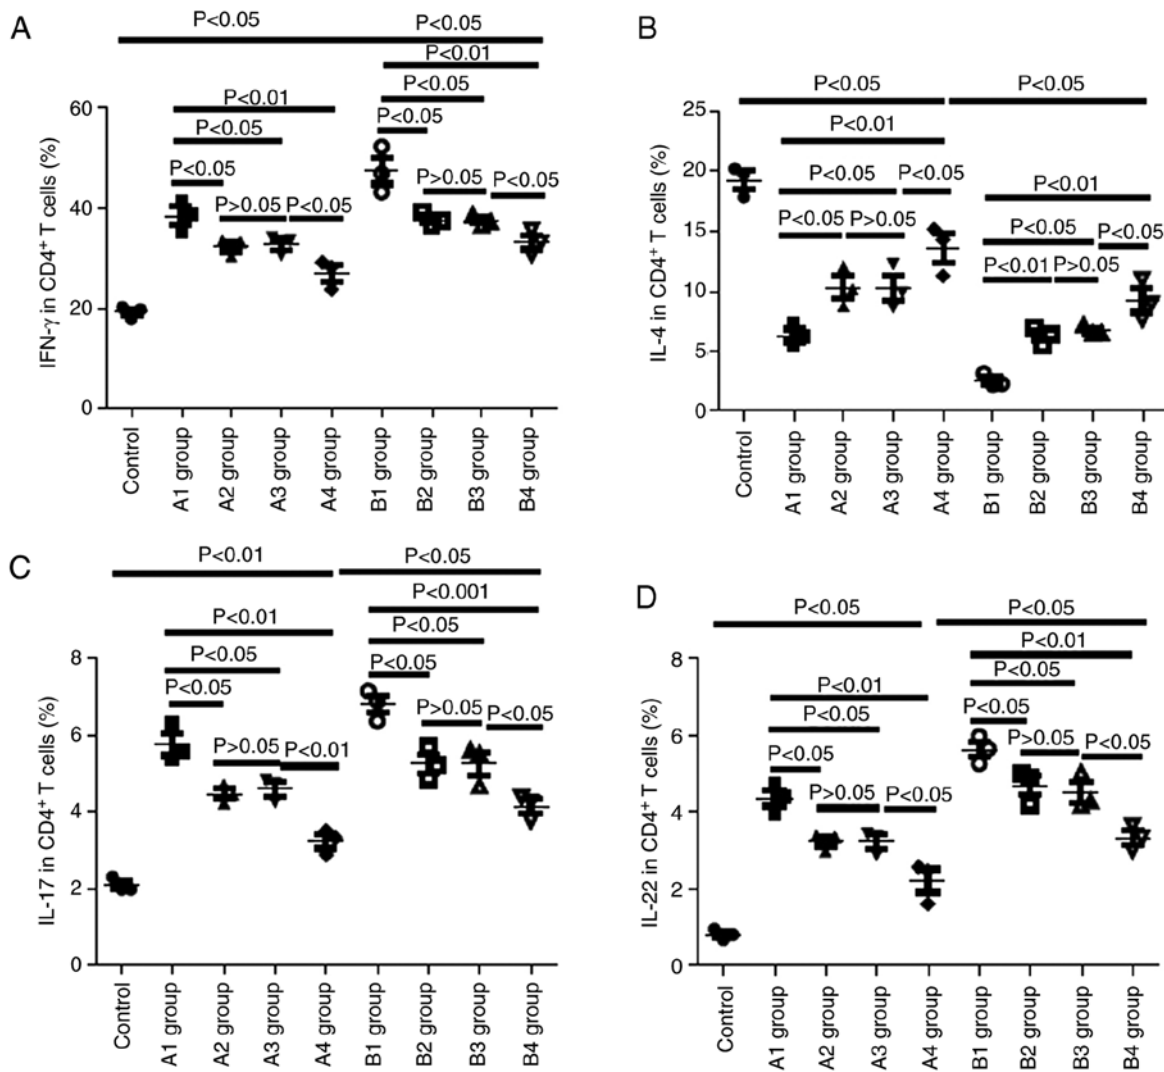 A
P<0.05 P<0.05
P<0.01
P<0.05
P<0.01 P<0.05
P<0.05
P<0.05 P>0.05 P<0.05
P>0.05 P<0.05
IFN-γ in CD4+ T cells (%)
60
40
20
0
Control A1 group A2 group A3 group A4 group B1 group B2 group B3 group B4 group
B
P<0.05 P<0.05
P<0.01
P<0.05 P<0.05 P<0.01
P<0.05 P>0.05 P<0.05 P<0.05
P<0.01 P>0.05
IL-4 in CD4+ T cells (%)
25
20
15
10
5
0
Control A1 group A2 group A3 group A4 group B1 group B2 group B3 group B4 group
C
P<0.01 P<0.05
P<0.001
P<0.01 P<0.05
P<0.05 P<0.05
P<0.05 P>0.05 P<0.05
P>0.05 P<0.01
IL-17 in CD4+ T cells (%)
8
6
4
2
0
Control A1 group A2 group A3 group A4 group B1 group B2 group B3 group B4 group
D
P<0.05 P<0.05
P<0.01
P<0.05
P<0.01 P<0.05
P<0.05 P>0.05 P<0.05
P<0.05
P>0.05 P<0.05
IL-22 in CD4+ T cells (%)
8
6
4
2
0
Control A1 group A2 group A3 group A4 group B1 group B2 group B3 group B4 group